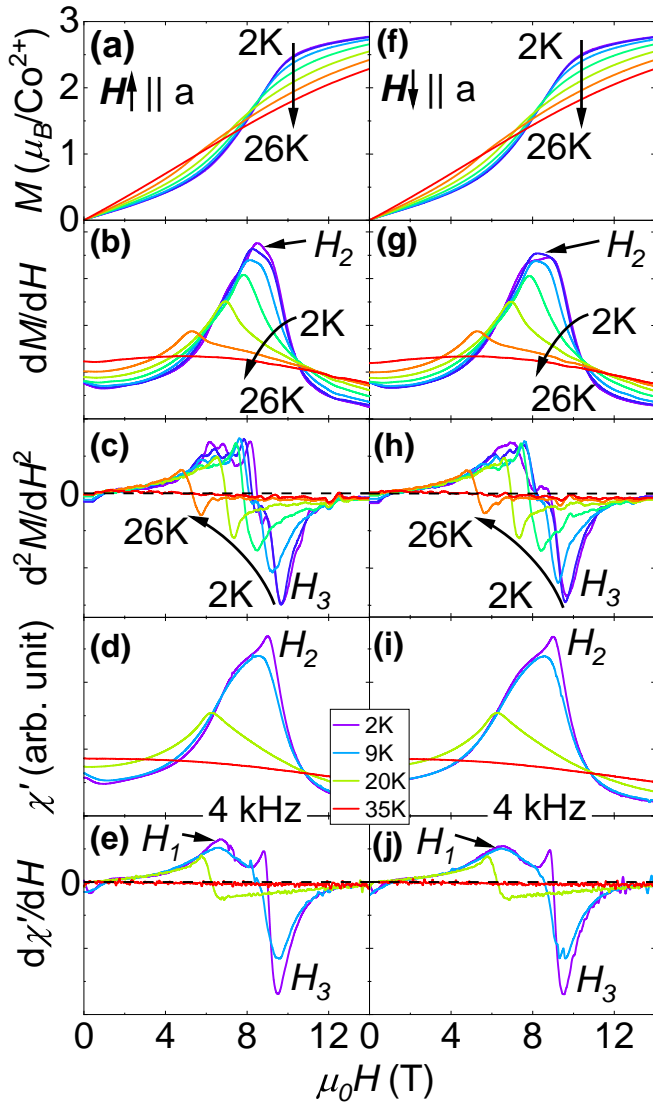 (a)
2K
H↑ || a
26K
3
2
1
0
M (μB/Co2+)
(f)
2K
H↓ || a
26K
(b)
H2
2K
26K
dM/dH
(g)
H2
2K
26K
(c)
26K
2K
H3
0
d2M/dH2
(h)
26K
2K
H3
(d)
H2
4 kHz
χ' (arb. unit)
(i)
H2
4 kHz
2K
9K
20K
35K
(e)
H1
H3
0
dχ'/dH
(j)
H1
H3
0 4 8 12 0 4 8 12
μ0H (T)